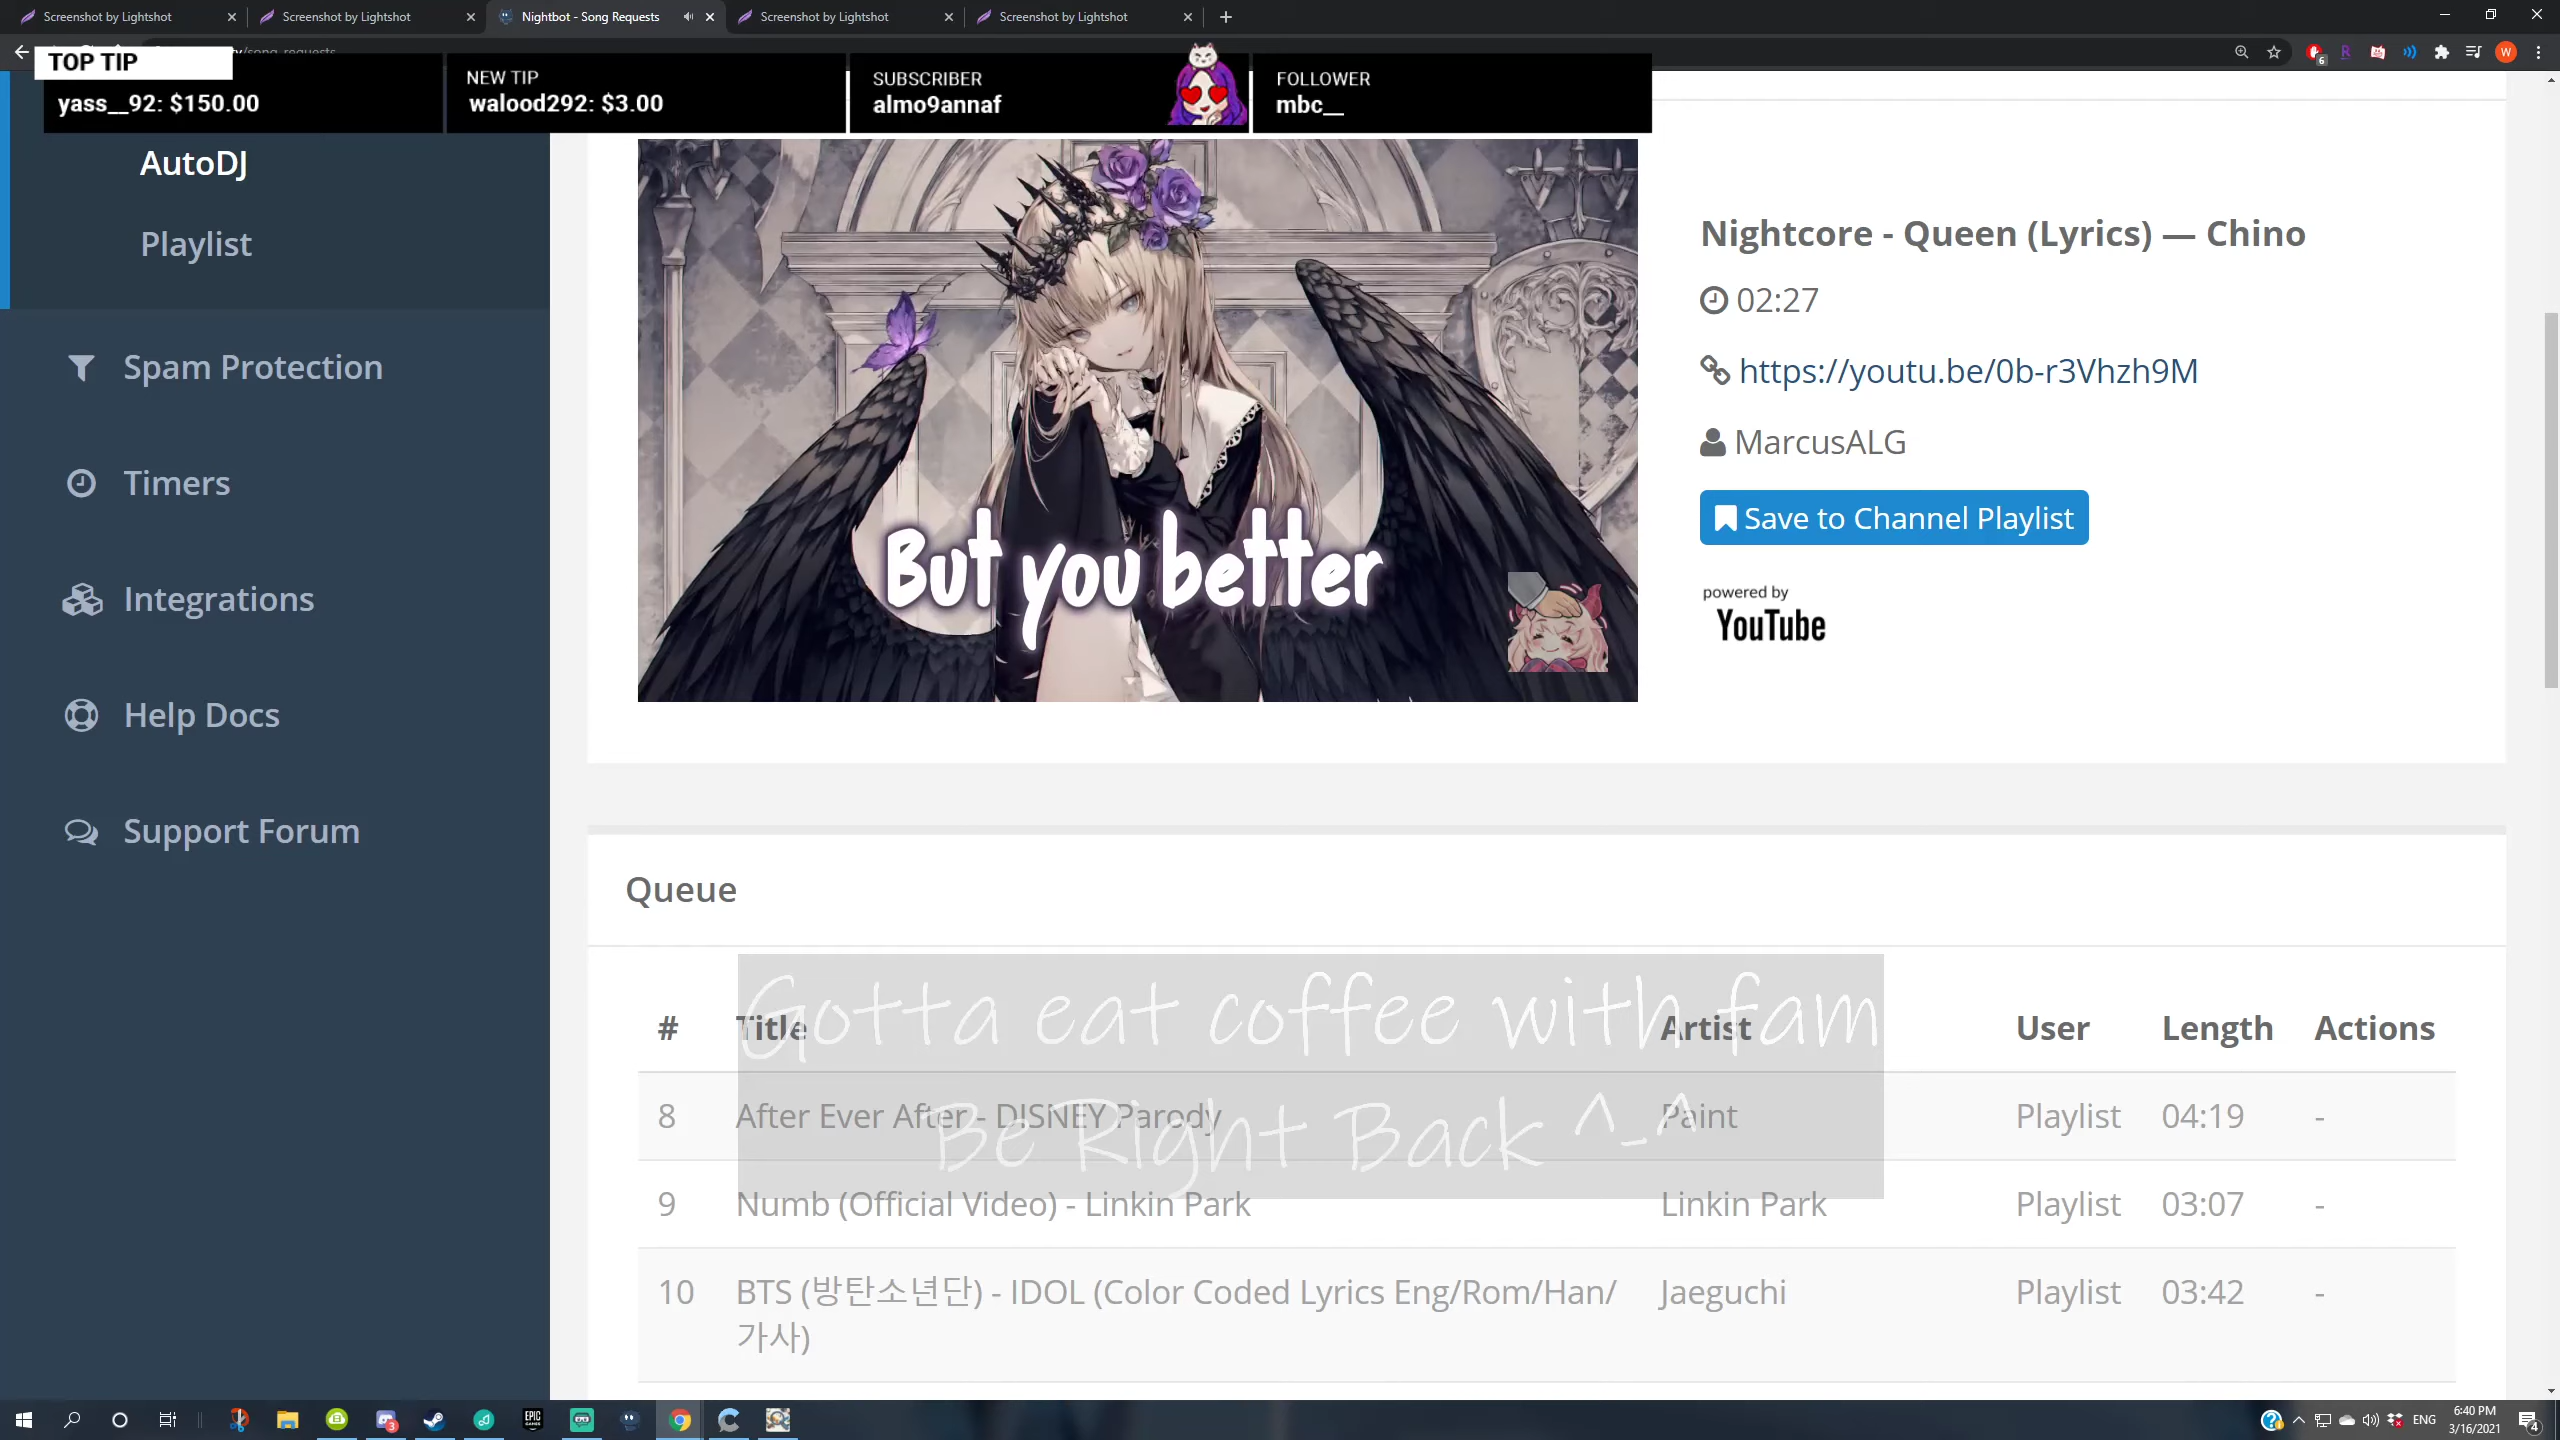 Screenshot by Lightshot
Screenshot by Lightshot
Nightbot - Song Requests
Screenshot by Lightshot
Screenshot by Lightshot
/song_requests
6
W
TOP TIP
yass__92: $150.00
NEW TIP
walood292: $3.00
SUBSCRIBER
almo9annaf
FOLLOWER
mbc__
AutoDJ
Playlist
Spam Protection
Timers
Integrations
Help Docs
Support Forum
But you better
Nightcore - Queen (Lyrics) — Chino
02:27
https://youtu.be/0b-r3Vhzh9M
MarcusALG
Save to Channel Playlist
powered by
YouTube
Queue
Gotta eat coffee with fam
Be Right Back ^-^
# Title Artist User Length Actions
8 After Ever After - DISNEY Parody Paint Playlist 04:19 -
9 Numb (Official Video) - Linkin Park Linkin Park Playlist 03:07 -
10 BTS (방탄소년단) - IDOL (Color Coded Lyrics Eng/Rom/Han/ Jaeguchi Playlist 03:42 -
가사)
3
EPIC
GAMES
ENG
6:40 PM
3/16/2021
4